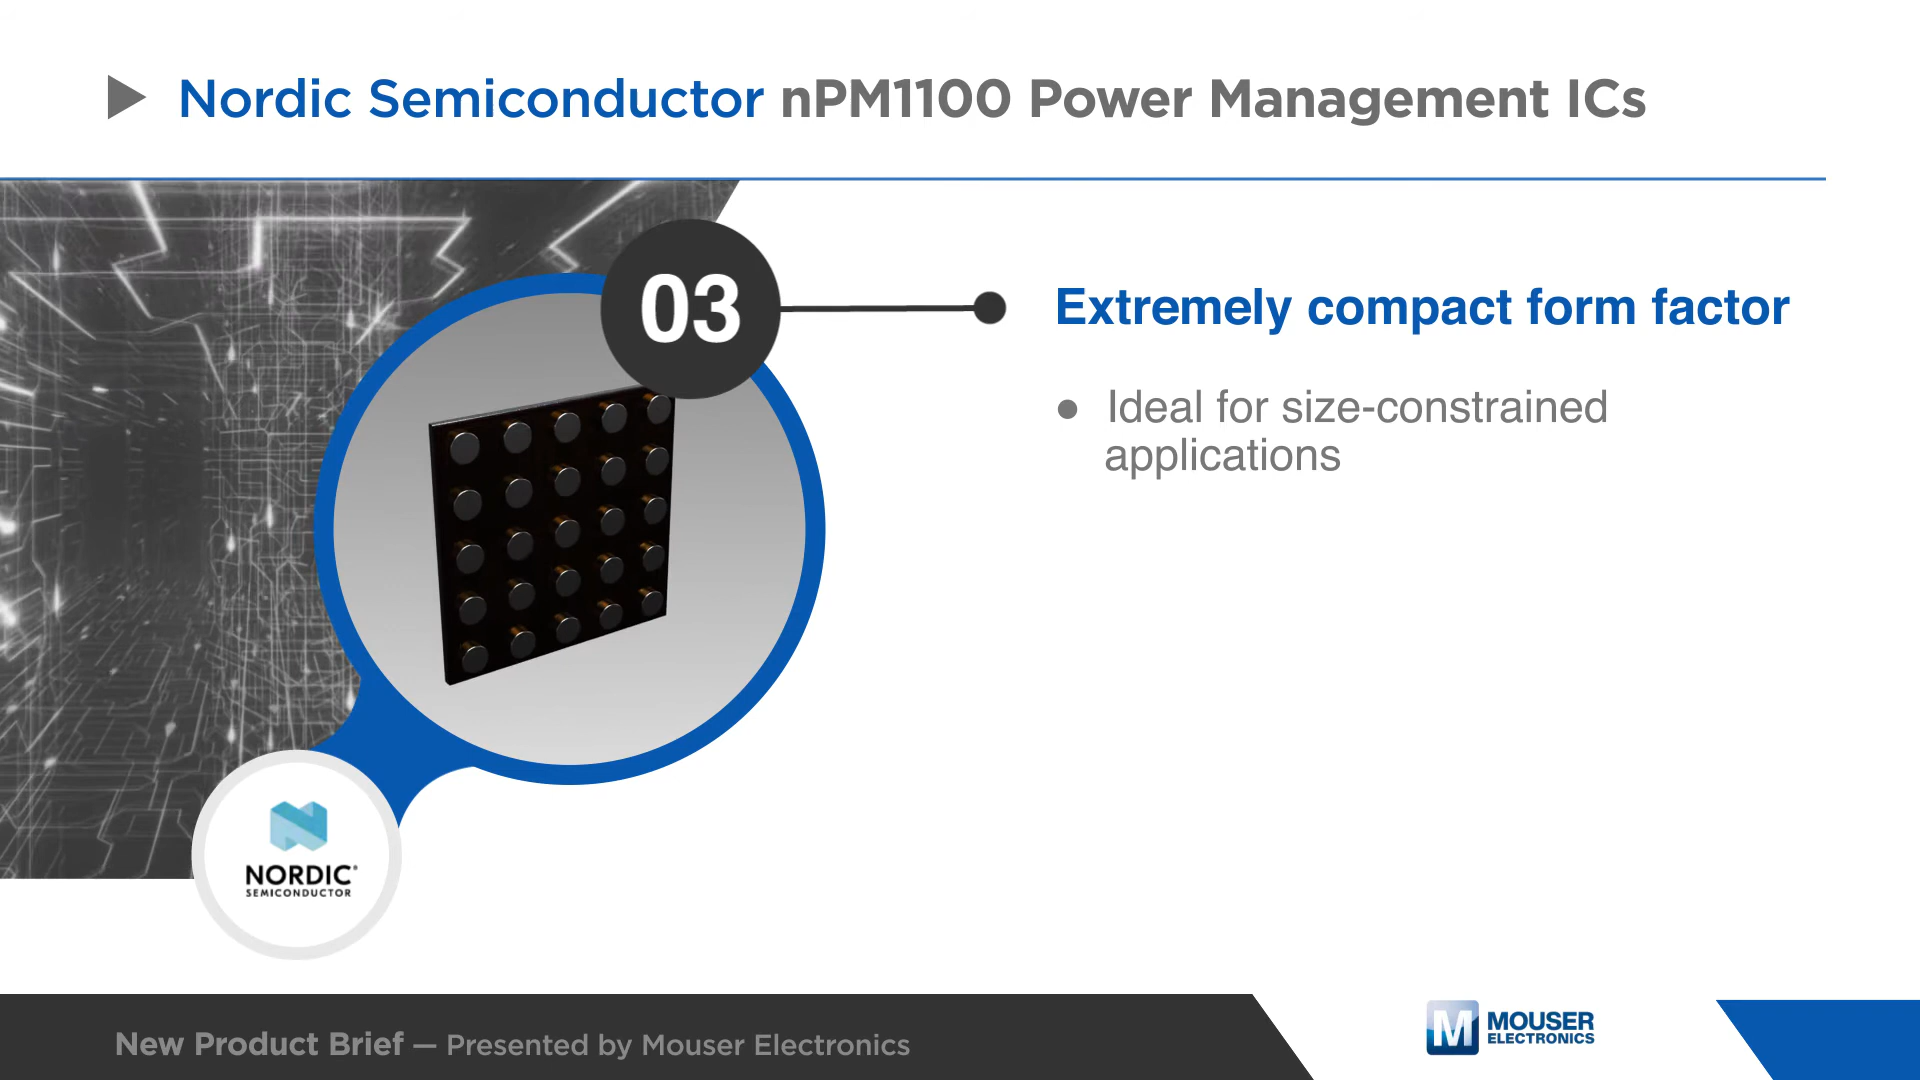 Nordic Semiconductor nPM1100 Power Management ICs
03
Extremely compact form factor
● Ideal for size-constrained
applications
NORDIC®
SEMICONDUCTOR
New Product Brief — Presented by Mouser Electronics
M
MOUSER
ELECTRONICS